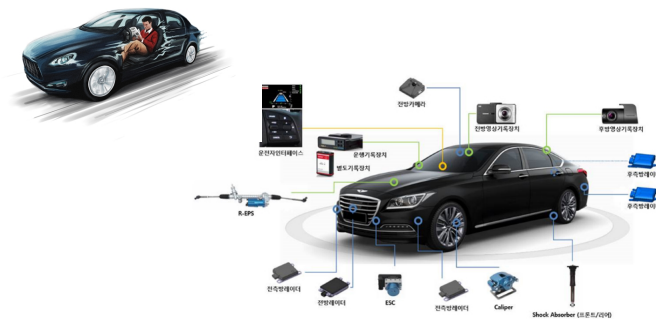 전방카메라
전방영상기록장치
후방영상기록장치
운전자인터페이스
운행기록장치
별도기록장치
후측방레이더
후측방레이더
R-EPS
전측방레이더
전방레이더
ESC
전측방레이더
Caliper
Shock Absorber (프론트/리어)